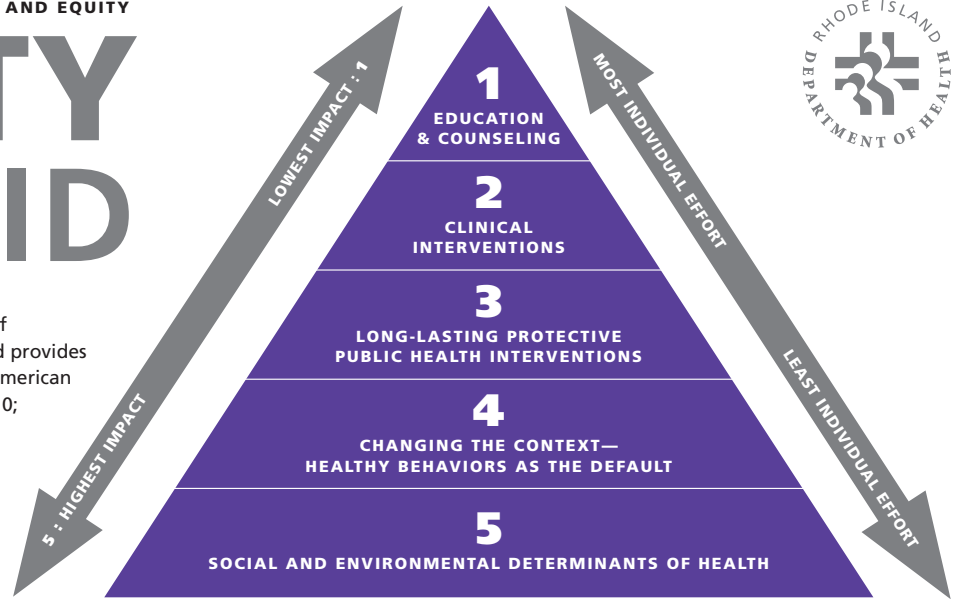 AND EQUITY
TY
ID
f
d provides
merican
0;
LOWEST IMPACT : 1
5 : HIGHEST IMPACT
1
EDUCATION
& COUNSELING
2
CLINICAL
INTERVENTIONS
3
LONG-LASTING PROTECTIVE
PUBLIC HEALTH INTERVENTIONS
4
CHANGING THE CONTEXT—
HEALTHY BEHAVIORS AS THE DEFAULT
5
SOCIAL AND ENVIRONMENTAL DETERMINANTS OF HEALTH
MOST INDIVIDUAL EFFORT
LEAST INDIVIDUAL EFFORT
RHODE ISLAND
DEPARTMENT OF HEALTH